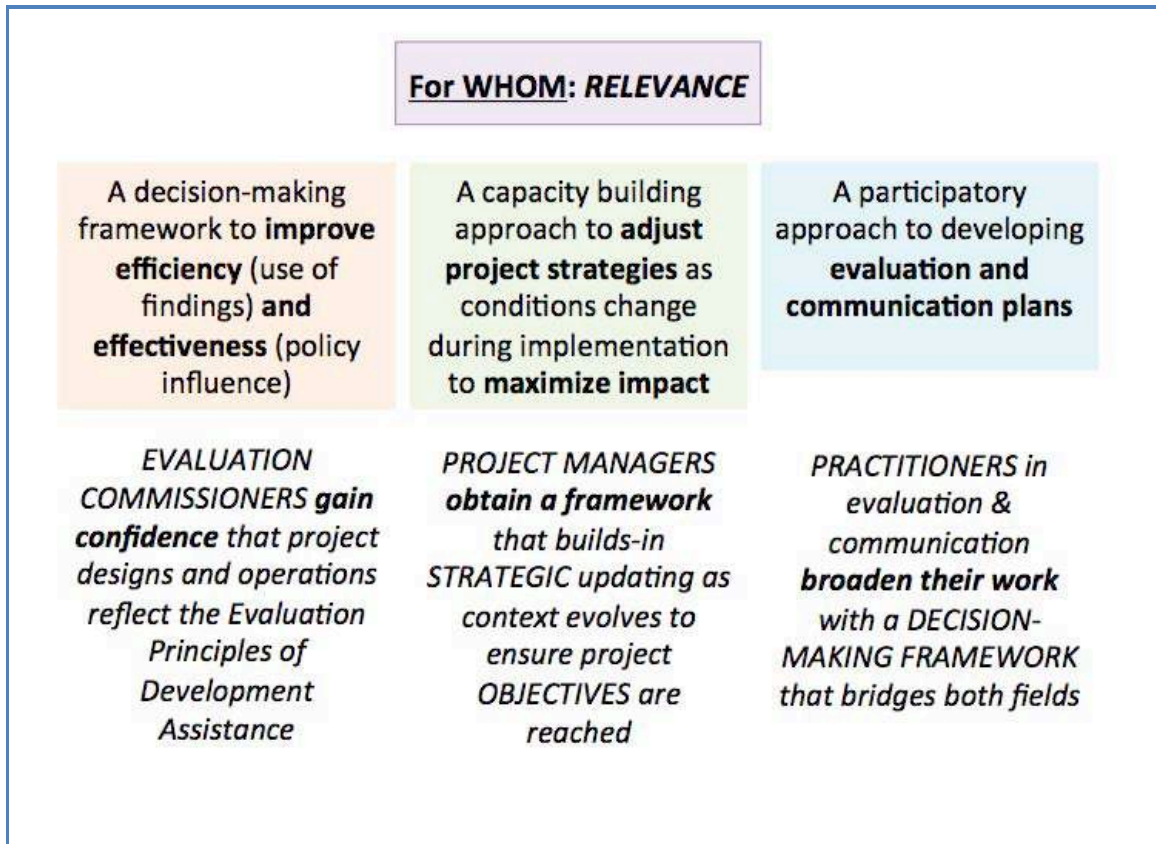 For WHOM: RELEVANCE
A decision-making
framework to improve
efficiency (use of
findings) and
effectiveness (policy
influence)
EVALUATION
COMMISSIONERS gain
confidence that project
designs and operations
reflect the Evaluation
Principles of
Development
Assistance
A capacity building
approach to adjust
project strategies as
conditions change
during implementation
to maximize impact
PROJECT MANAGERS
obtain a framework
that builds-in
STRATEGIC updating as
context evolves to
ensure project
OBJECTIVES are
reached
A participatory
approach to developing
evaluation and
communication plans
PRACTITIONERS in
evaluation &
communication
broaden their work
with a DECISION-
MAKING FRAMEWORK
that bridges both fields